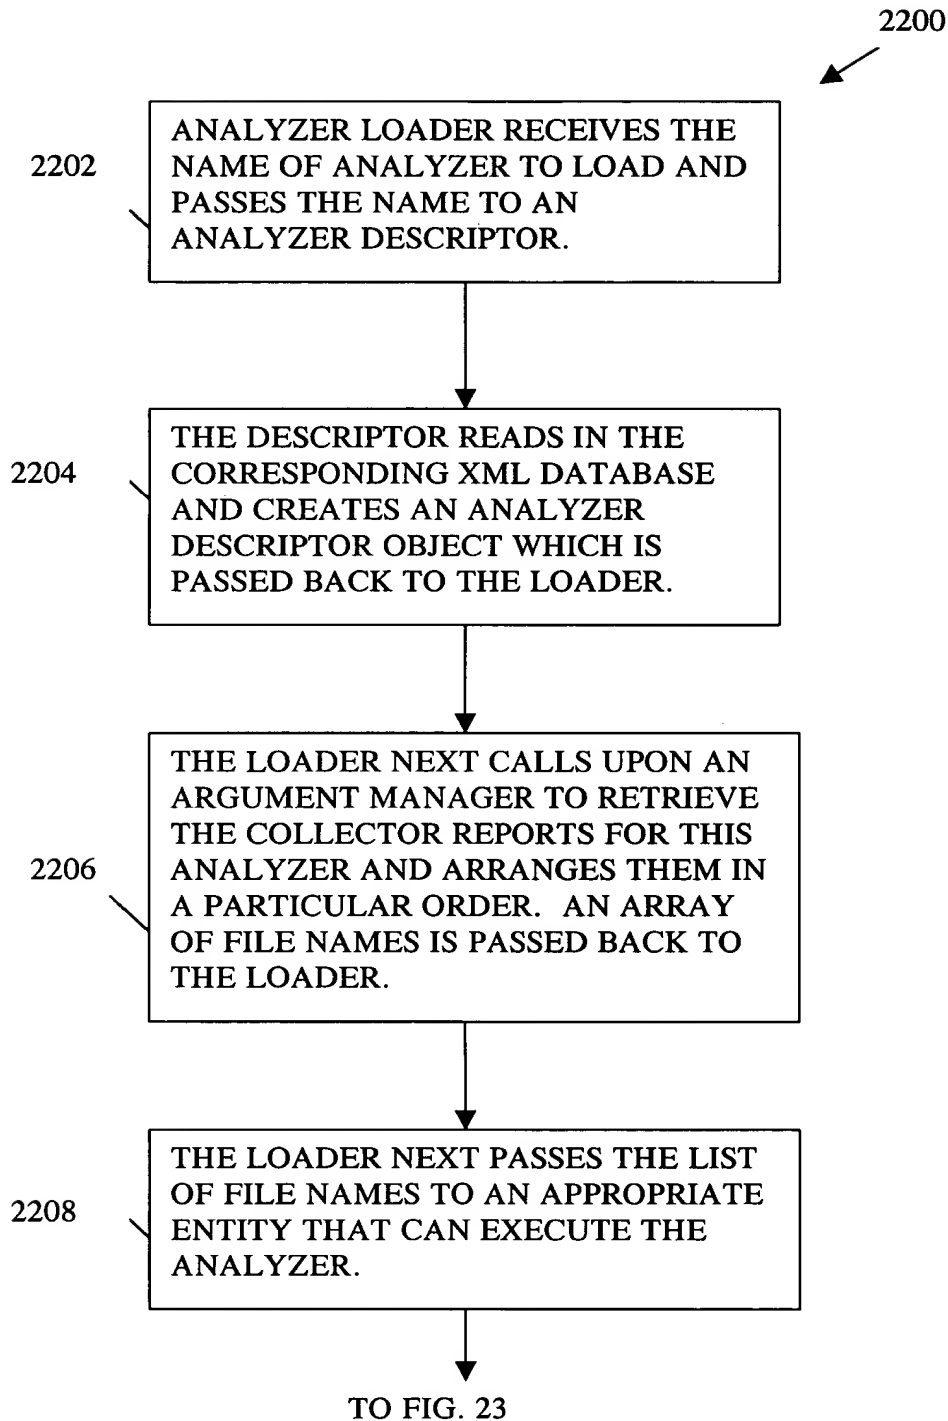 2200
2202
ANALYZER LOADER RECEIVES THE
NAME OF ANALYZER TO LOAD AND
PASSES THE NAME TO AN
ANALYZER DESCRIPTOR.
2204
THE DESCRIPTOR READS IN THE
CORRESPONDING XML DATABASE
AND CREATES AN ANALYZER
DESCRIPTOR OBJECT WHICH IS
PASSED BACK TO THE LOADER.
2206
THE LOADER NEXT CALLS UPON AN
ARGUMENT MANAGER TO RETRIEVE
THE COLLECTOR REPORTS FOR THIS
ANALYZER AND ARRANGES THEM IN
A PARTICULAR ORDER. AN ARRAY
OF FILE NAMES IS PASSED BACK TO
THE LOADER.
2208
THE LOADER NEXT PASSES THE LIST
OF FILE NAMES TO AN APPROPRIATE
ENTITY THAT CAN EXECUTE THE
ANALYZER.
TO FIG. 23